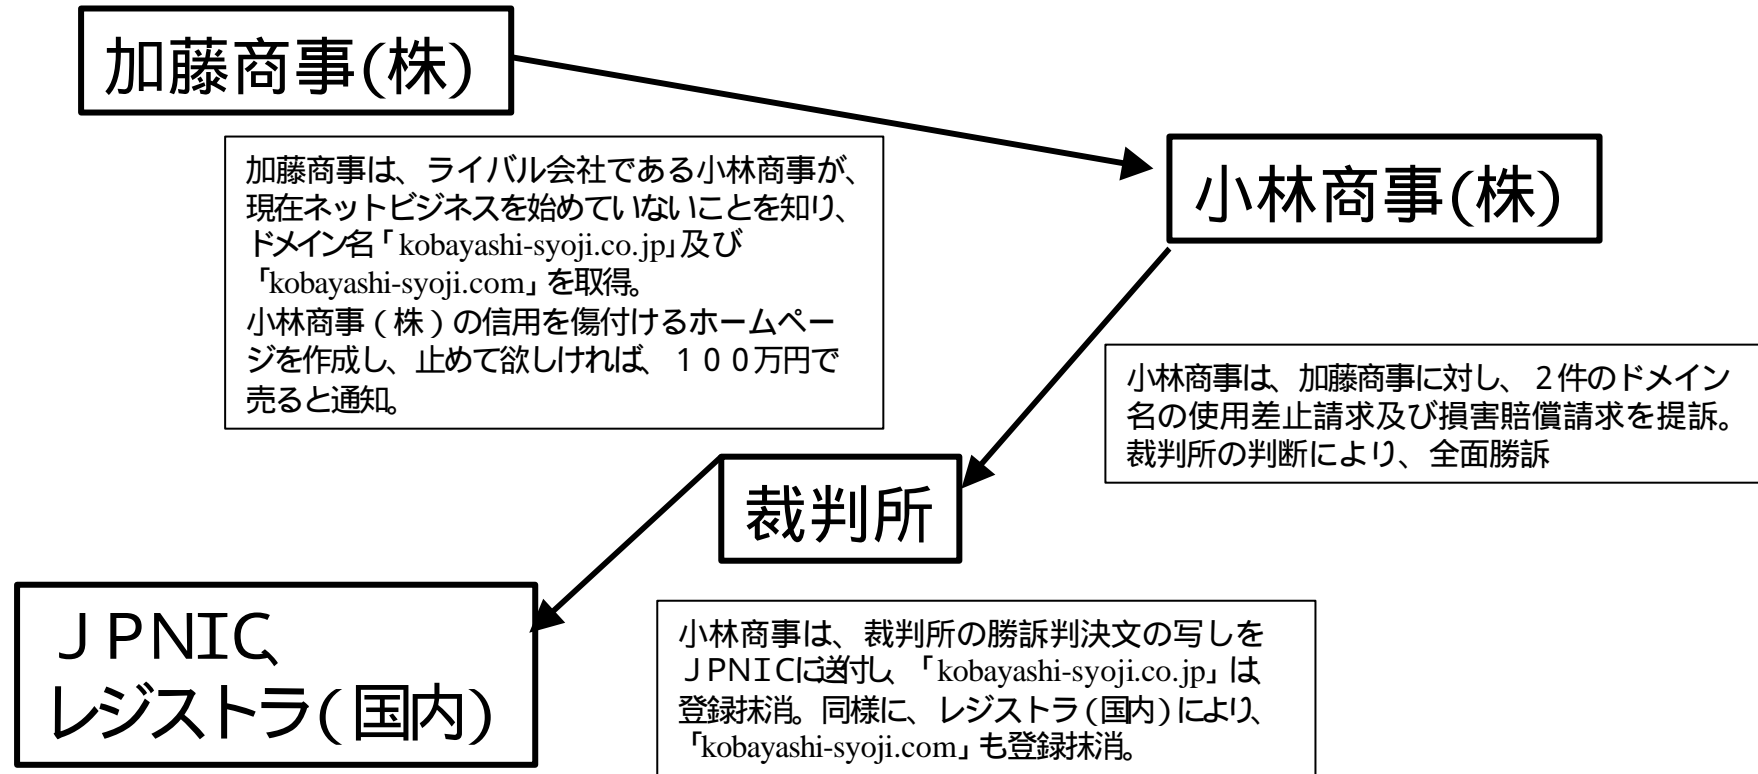 加藤商事(株)
加藤商事は、ライバル会社である小林商事が、
現在ネットビジネスを始めていないことを知り、
ドメイン名「kobayashi-syoji.co.jp」及び
「kobayashi-syoji.com」を取得。
小林商事(株)の信用を傷付けるホームペー
ジを作成し、止めて欲しければ、100万円で
売ると通知。
小林商事(株)
小林商事は、加藤商事に対し、2件のドメイン
名の使用差止請求及び損害賠償請求を提訴。
裁判所の判断により、全面勝訴
裁判所
JPNIC、
レジストラ(国内)
小林商事は、裁判所の勝訴判決文の写しを
JPNICに送付し、「kobayashi-syoji.co.jp」は
登録抹消。同様に、レジストラ(国内)により、
「kobayashi-syoji.com」も登録抹消。